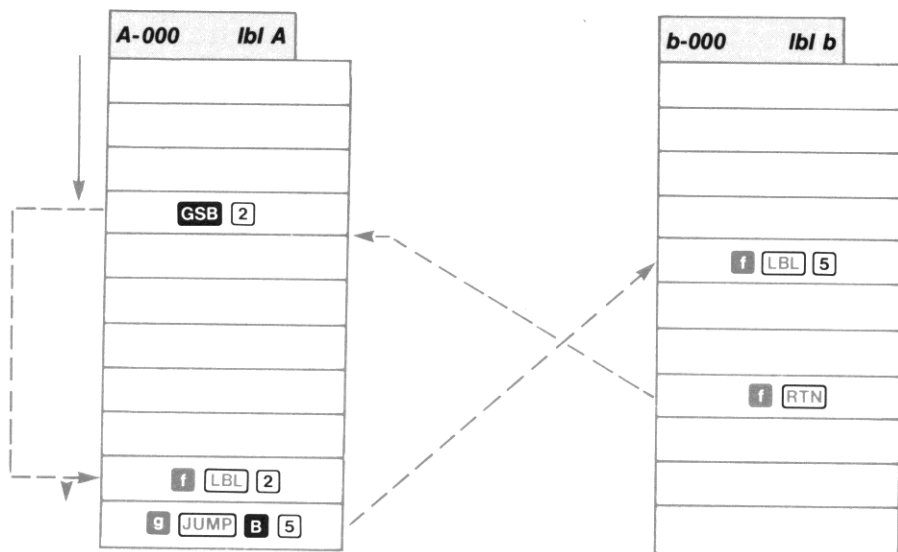 A-000 lbl A
GSB 2
f LBL 2
g JUMP B 5
b-000 lbl b
f LBL 5
f RTN